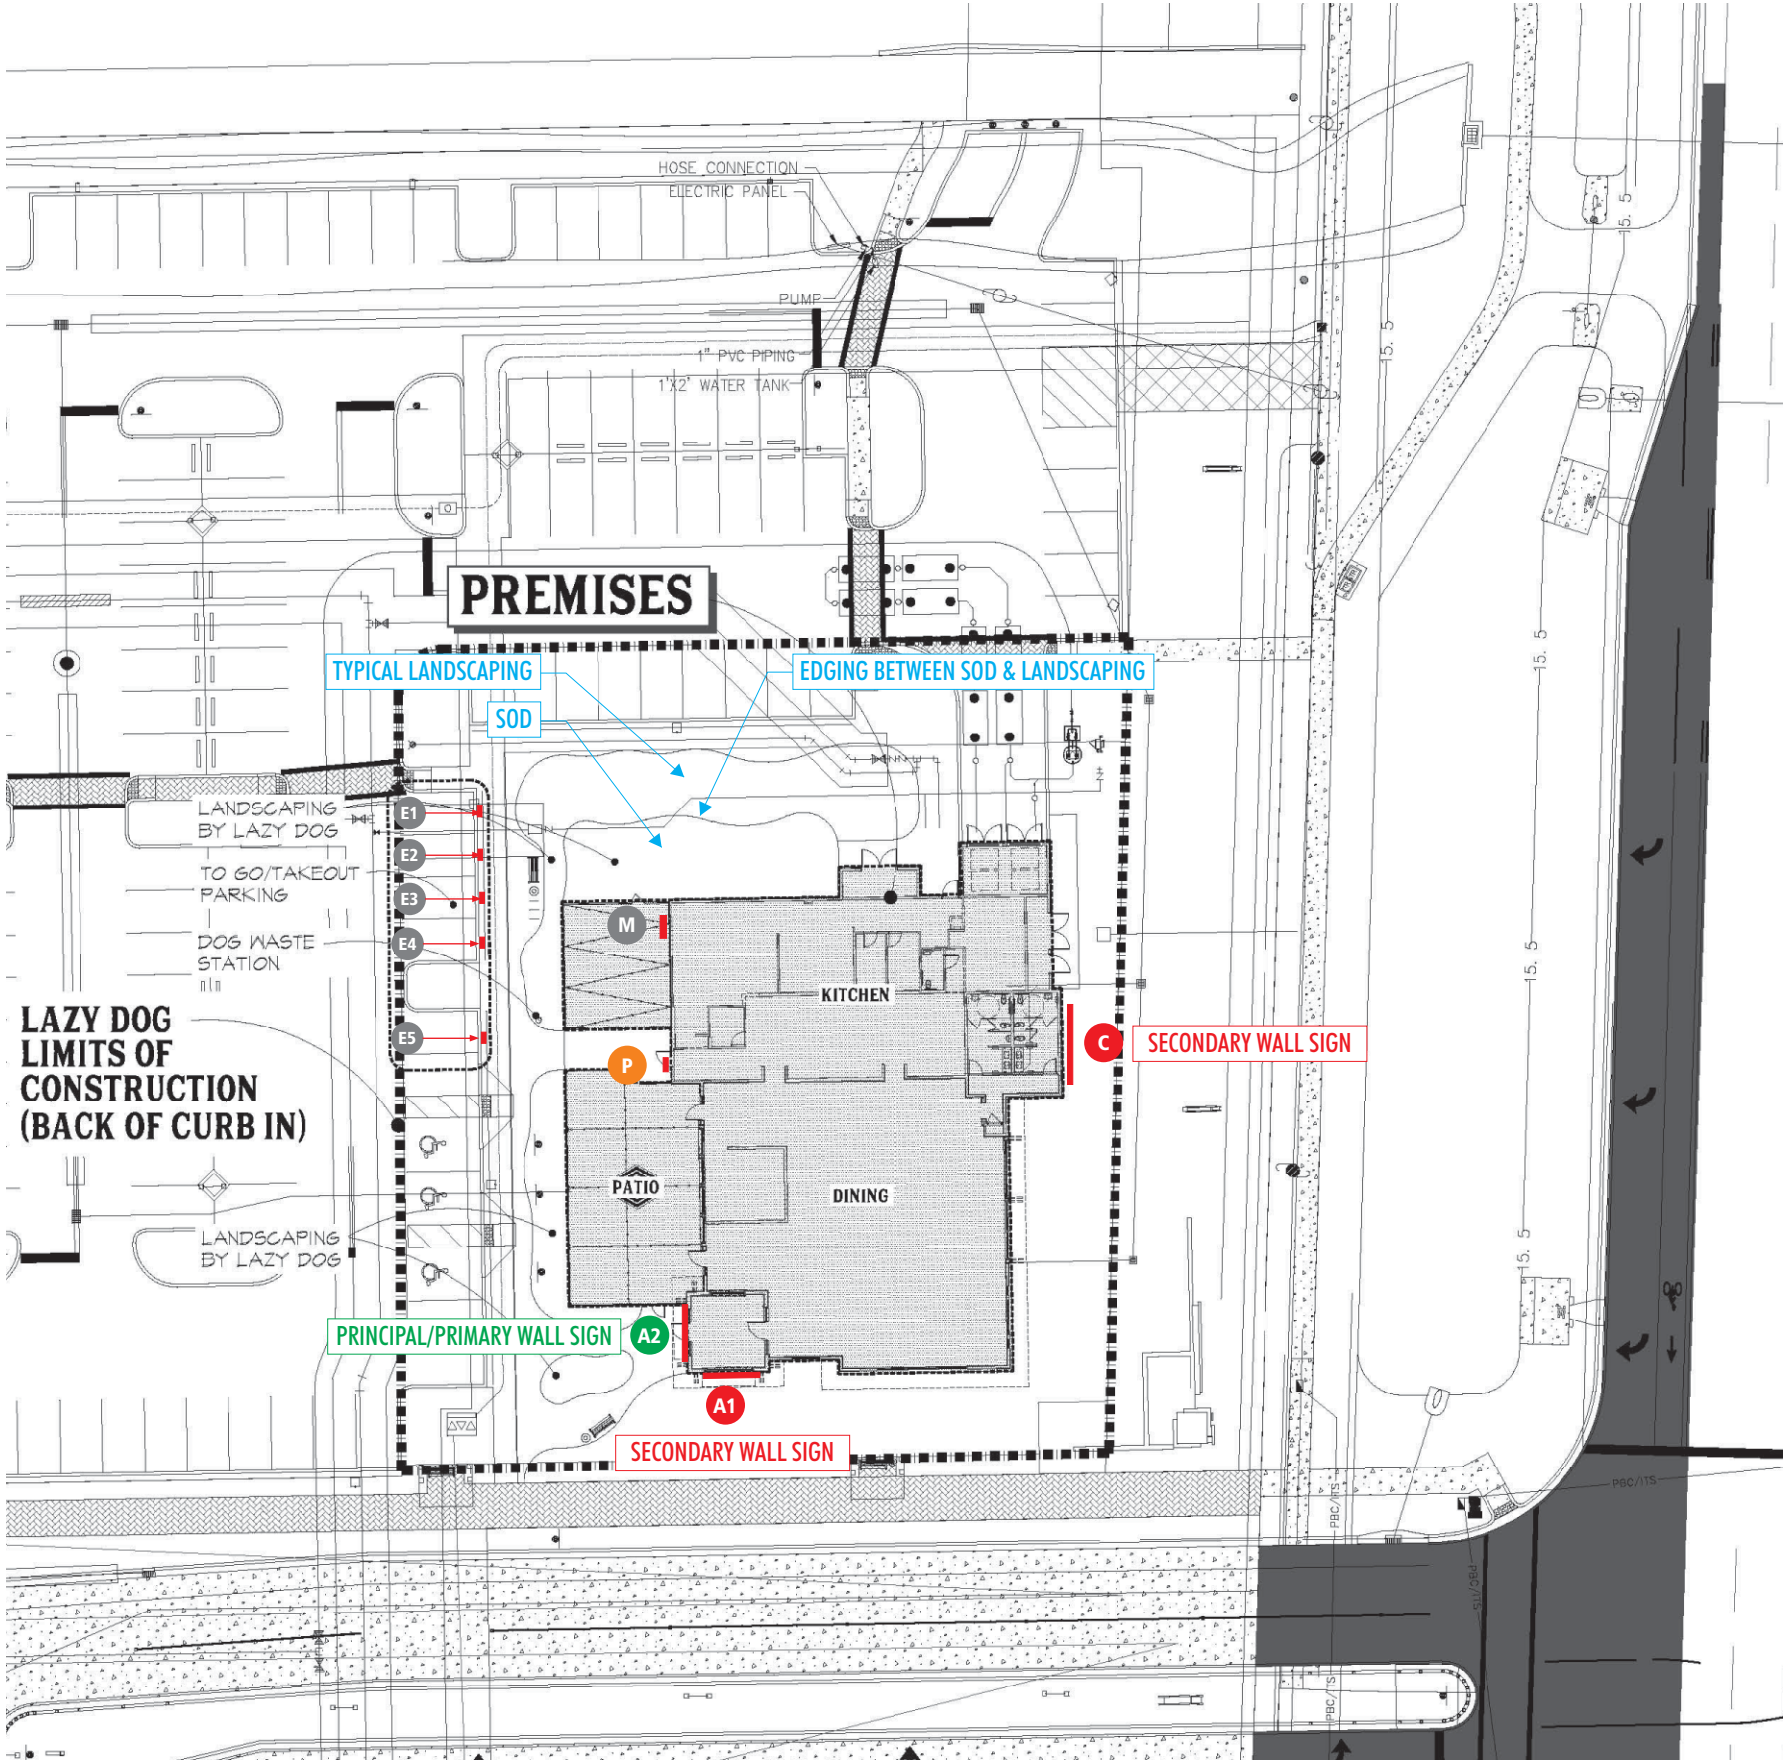 HOSE CONNECTION
ELECTRIC PANEL
15.5
PUMP
1" PVC PIPING
1'X2' WATER TANK
15.5
PREMISES
TYPICAL LANDSCAPING
EDGING BETWEEN SOD & LANDSCAPING
SOD
15.5
LANDSCAPING
BY LAZY DOG
E1
E2
TO GO/TAKEOUT
PARKING
E3
M
DOG WASTE
STATION
E4
15.5
KITCHEN
LAZY DOG
LIMITS OF
CONSTRUCTION
(BACK OF CURB IN)
E5
P
C
SECONDARY WALL SIGN
PATIO
DINING
LANDSCAPING
BY LAZY DOG
15.5
PRINCIPAL/PRIMARY WALL SIGN
A2
A1
SECONDARY WALL SIGN
PBC/ITS
PBC/ITS
PBC/ITS
PBC/ITS